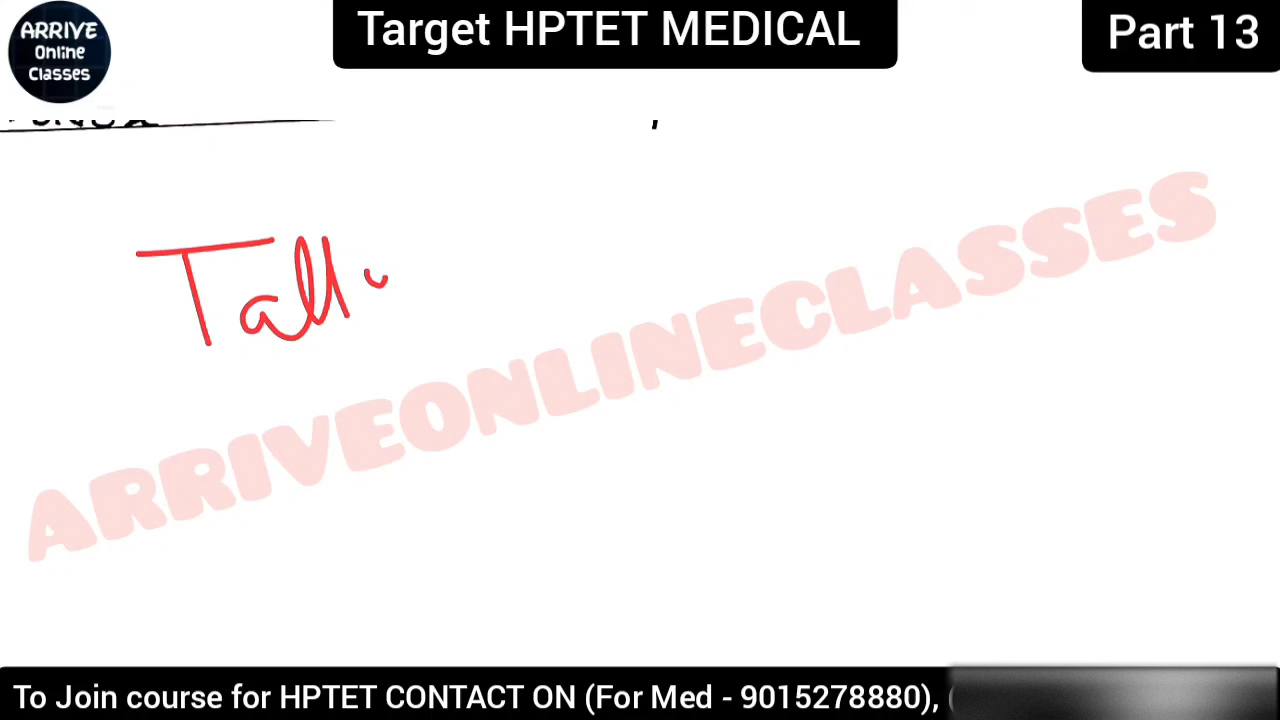 ARRIVE
Online
Classes
Target HPTET MEDICAL
Part 13
Tall
ARRIVEONLINECLASSES
To Join course for HPTET CONTACT ON (For Med - 9015278880), (